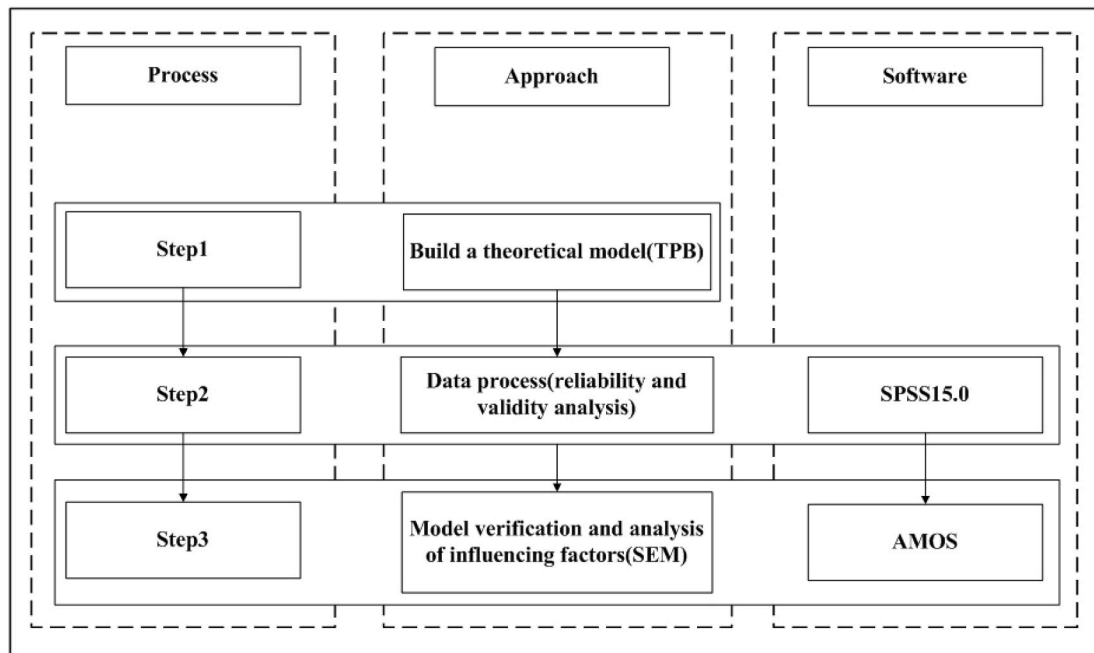 Process
Approach
Software
Step1
Build a theoretical model(TPB)
Step2
Data process(reliability and
validity analysis)
SPSS15.0
Step3
Model verification and analysis
of influencing factors(SEM)
AMOS